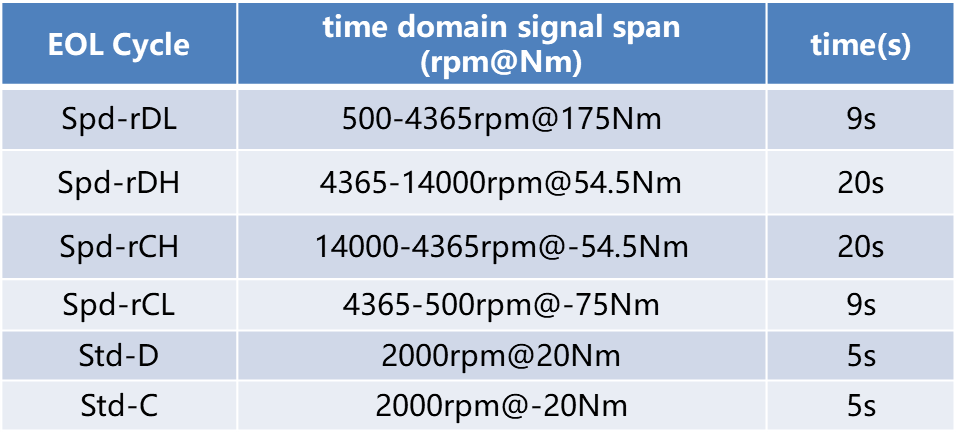 EOL Cycle time domain signal span (rpm@Nm) time(s)
Spd-rDL 500-4365rpm@175Nm 9s
Spd-rDH 4365-14000rpm@54.5Nm 20s
Spd-rCH 14000-4365rpm@-54.5Nm 20s
Spd-rCL 4365-500rpm@-75Nm 9s
Std-D 2000rpm@20Nm 5s
Std-C 2000rpm@-20Nm 5s